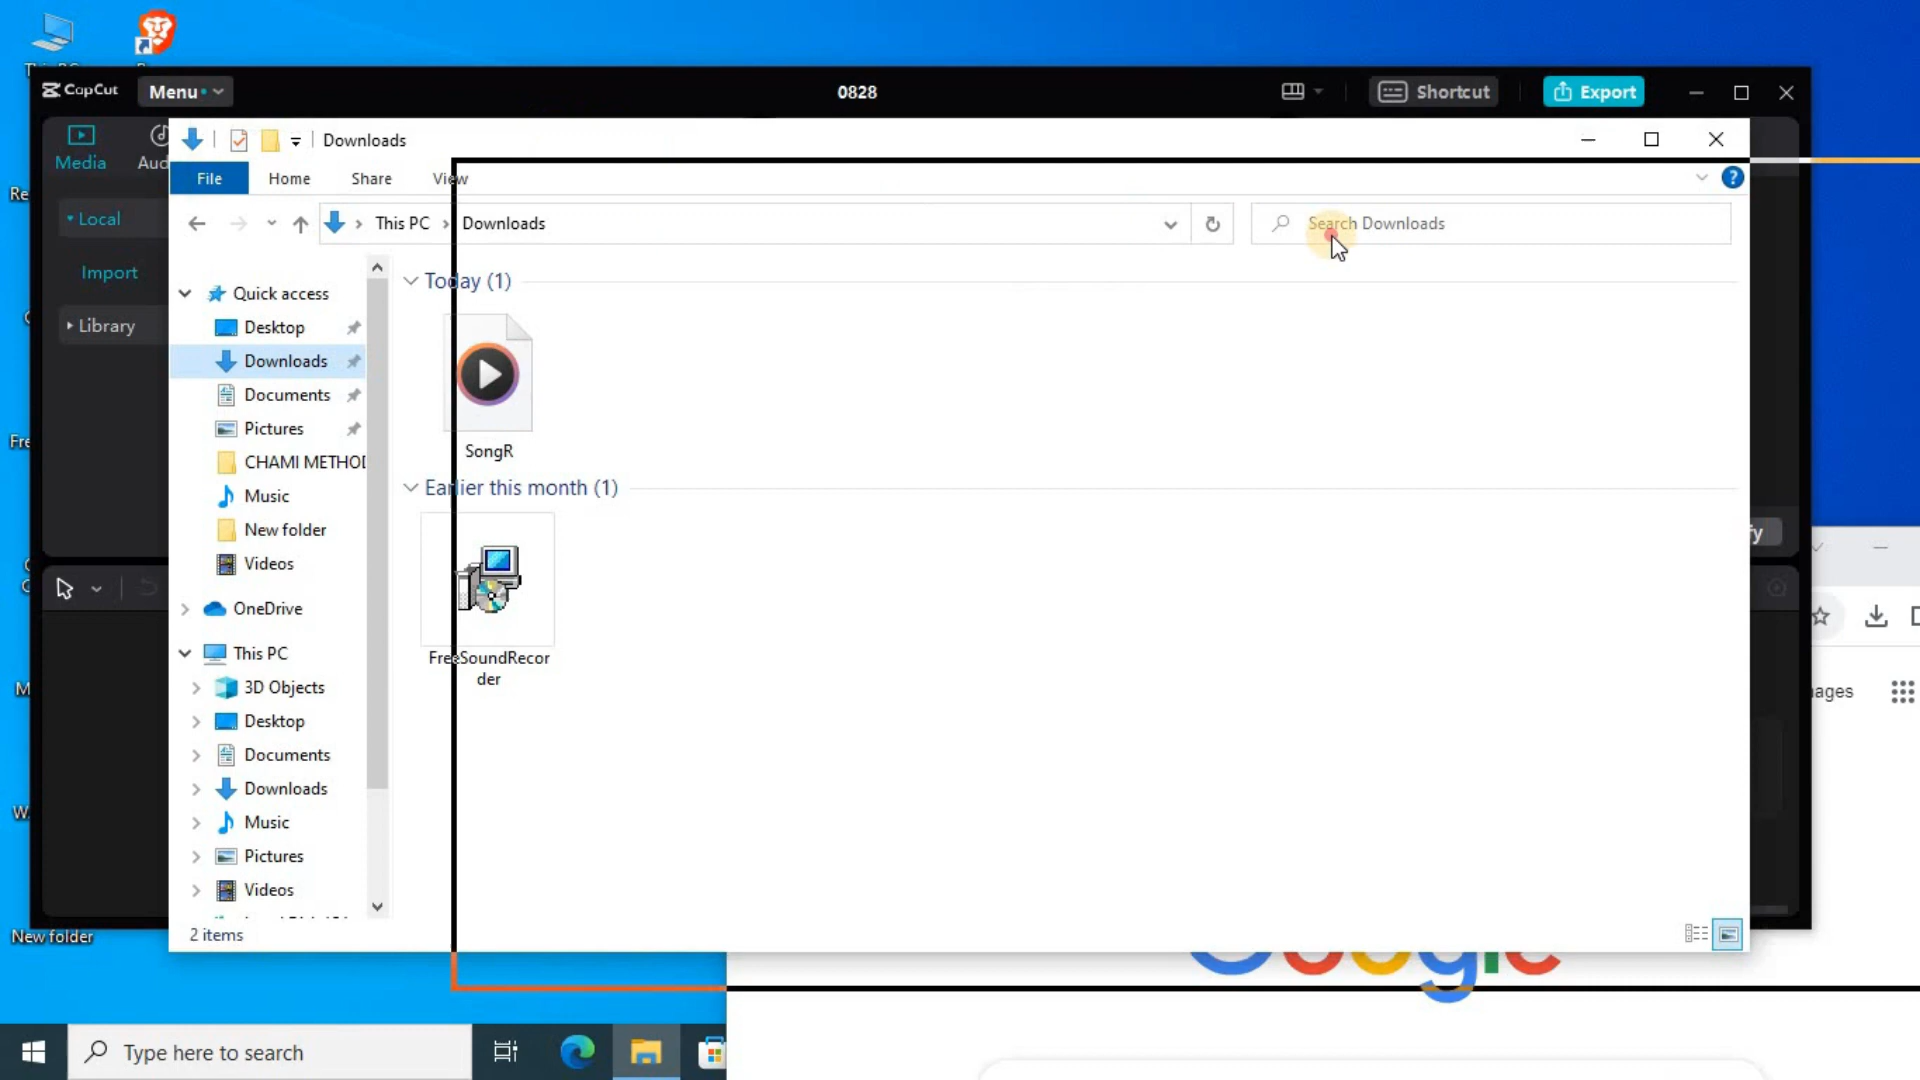 CapCut Menu 0828 Shortcut Export
Media
Downloads
File Home Share View
This PC Downloads Search Downloads
Local
Import
Library
Quick access
Desktop
Downloads
Documents
Pictures
CHAMI METHOD
Music
New folder
Videos
OneDrive
This PC
3D Objects
Desktop
Documents
Downloads
Music
Pictures
Videos
Today (1)
SongR
Earlier this month (1)
FreeSoundRecor
der
2 items
New folder
Google
Type here to search